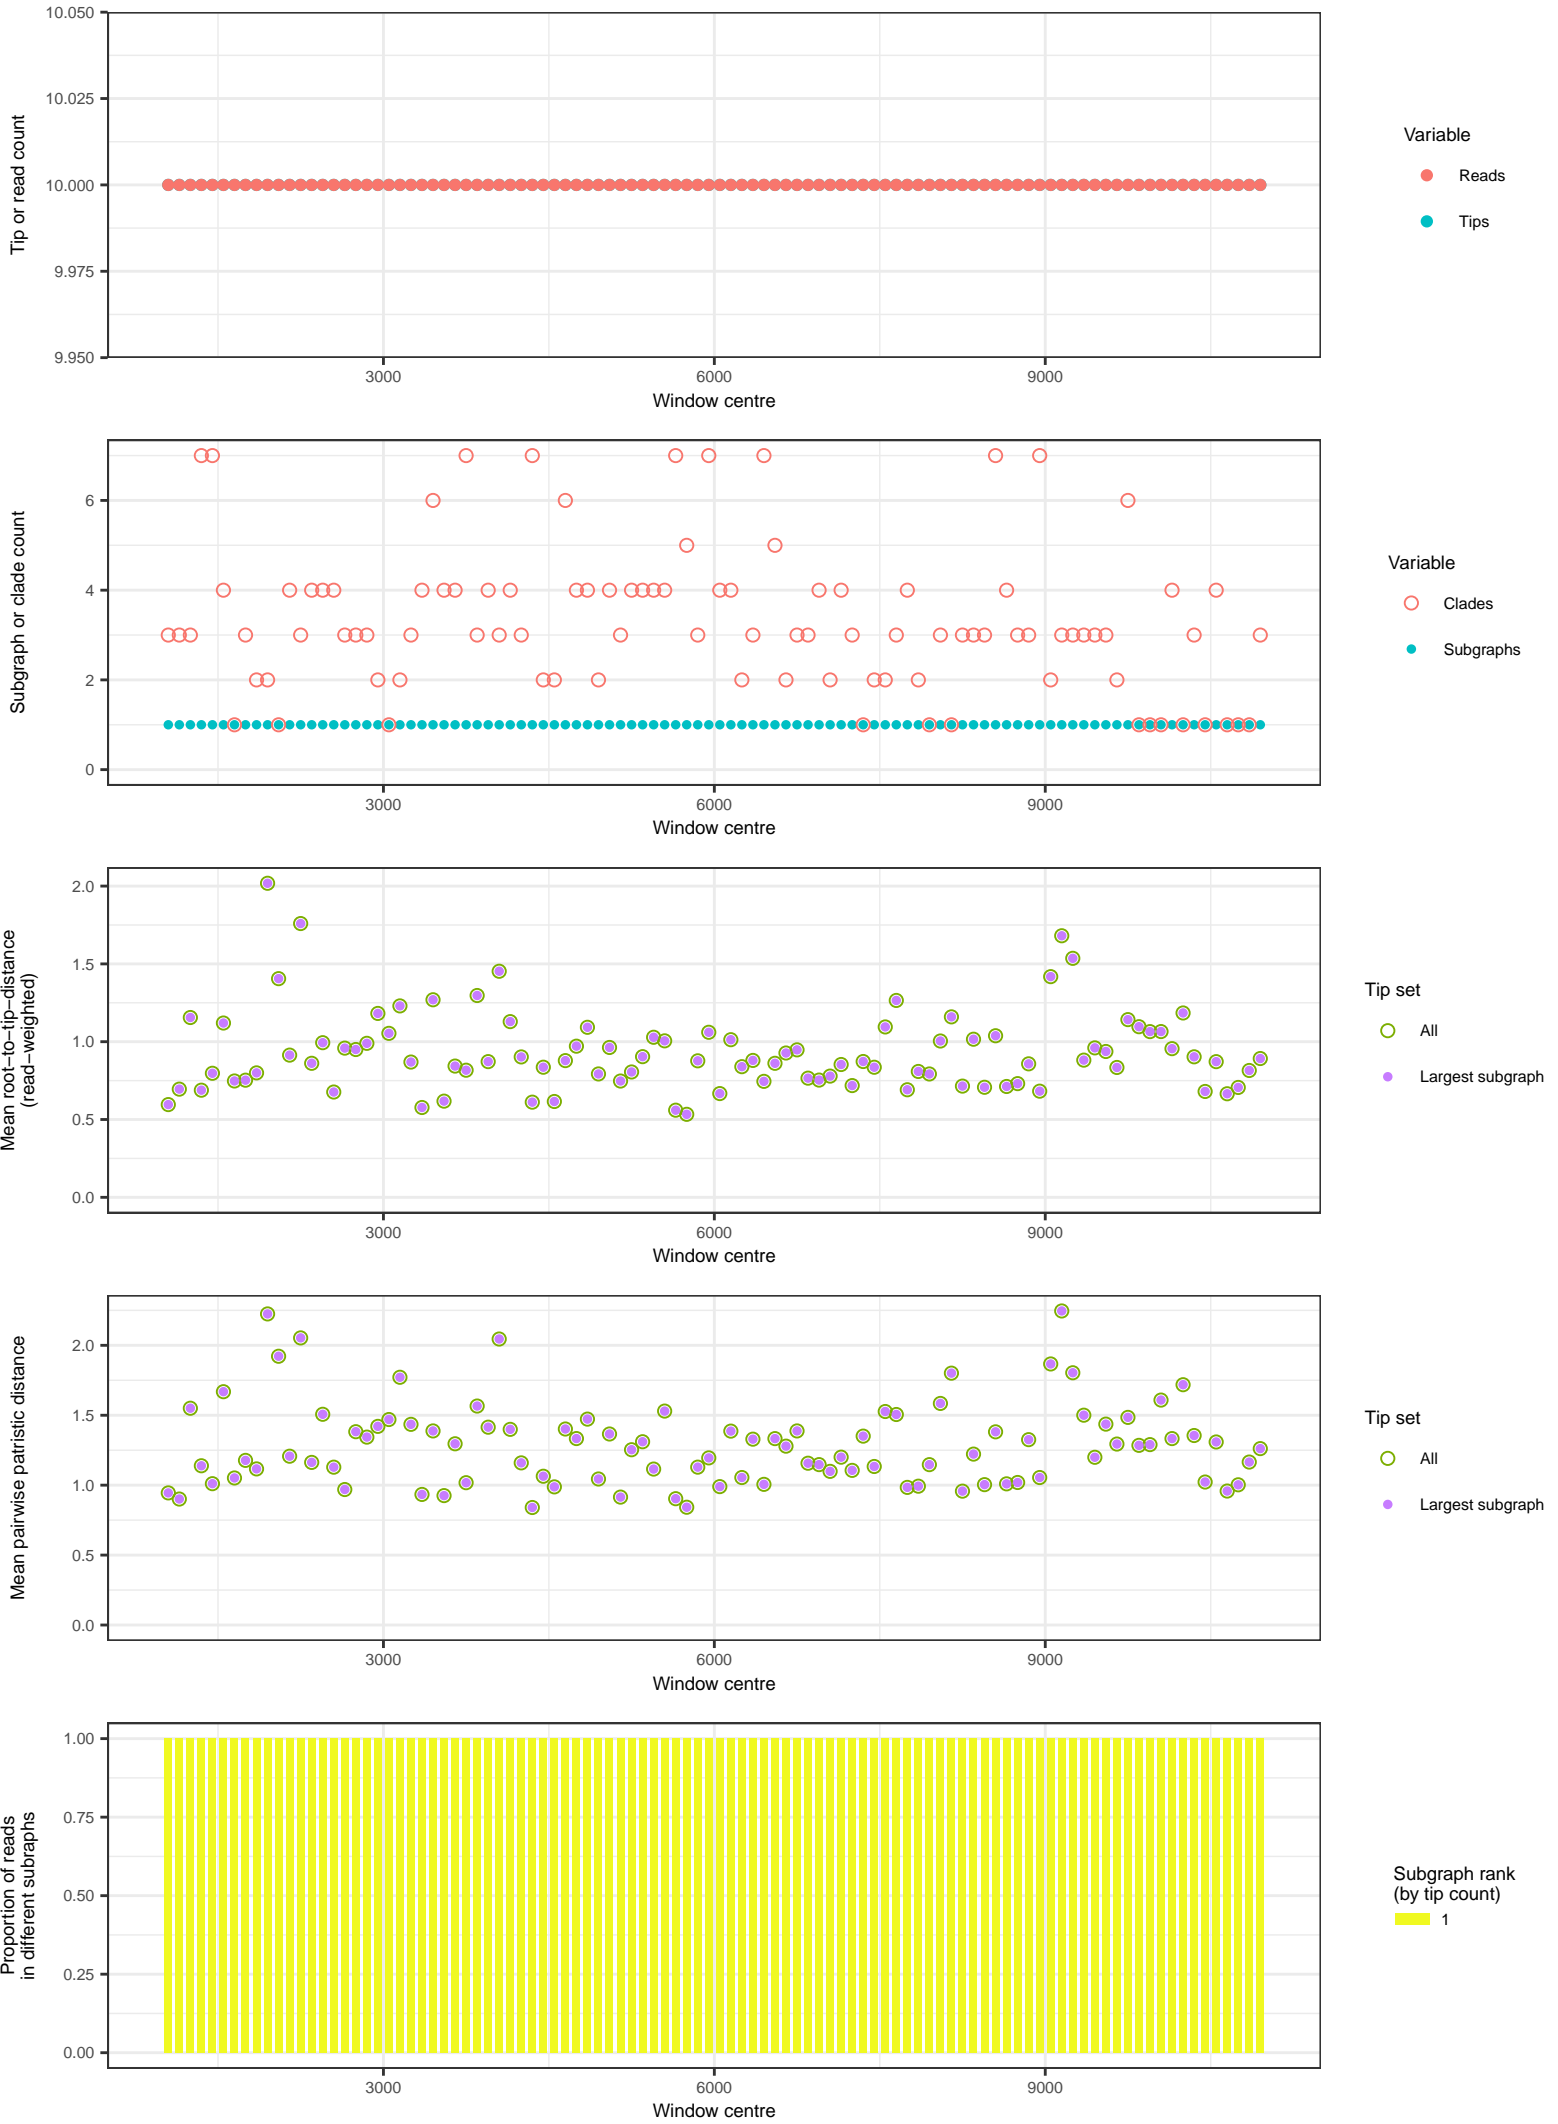 10.050
10.025
10.000
9.975
9.950
Tip or read count
3000
6000
9000
Window centre
Variable
Reads
Tips
6
4
2
0
Subgraph or clade count
3000
6000
9000
Window centre
Variable
Clades
Subgraphs
2.0
1.5
1.0
0.5
0.0
Mean root−to−tip−distance
(read−weighted)
3000
6000
9000
Window centre
Tip set
All
Largest subgraph
2.0
1.5
1.0
0.5
0.0
Mean pairwise patristic distance
3000
6000
9000
Window centre
Tip set
All
Largest subgraph
1.00
0.75
0.50
0.25
0.00
Proportion of reads
in different subraphs
3000
6000
9000
Window centre
Subgraph rank
(by tip count)
1